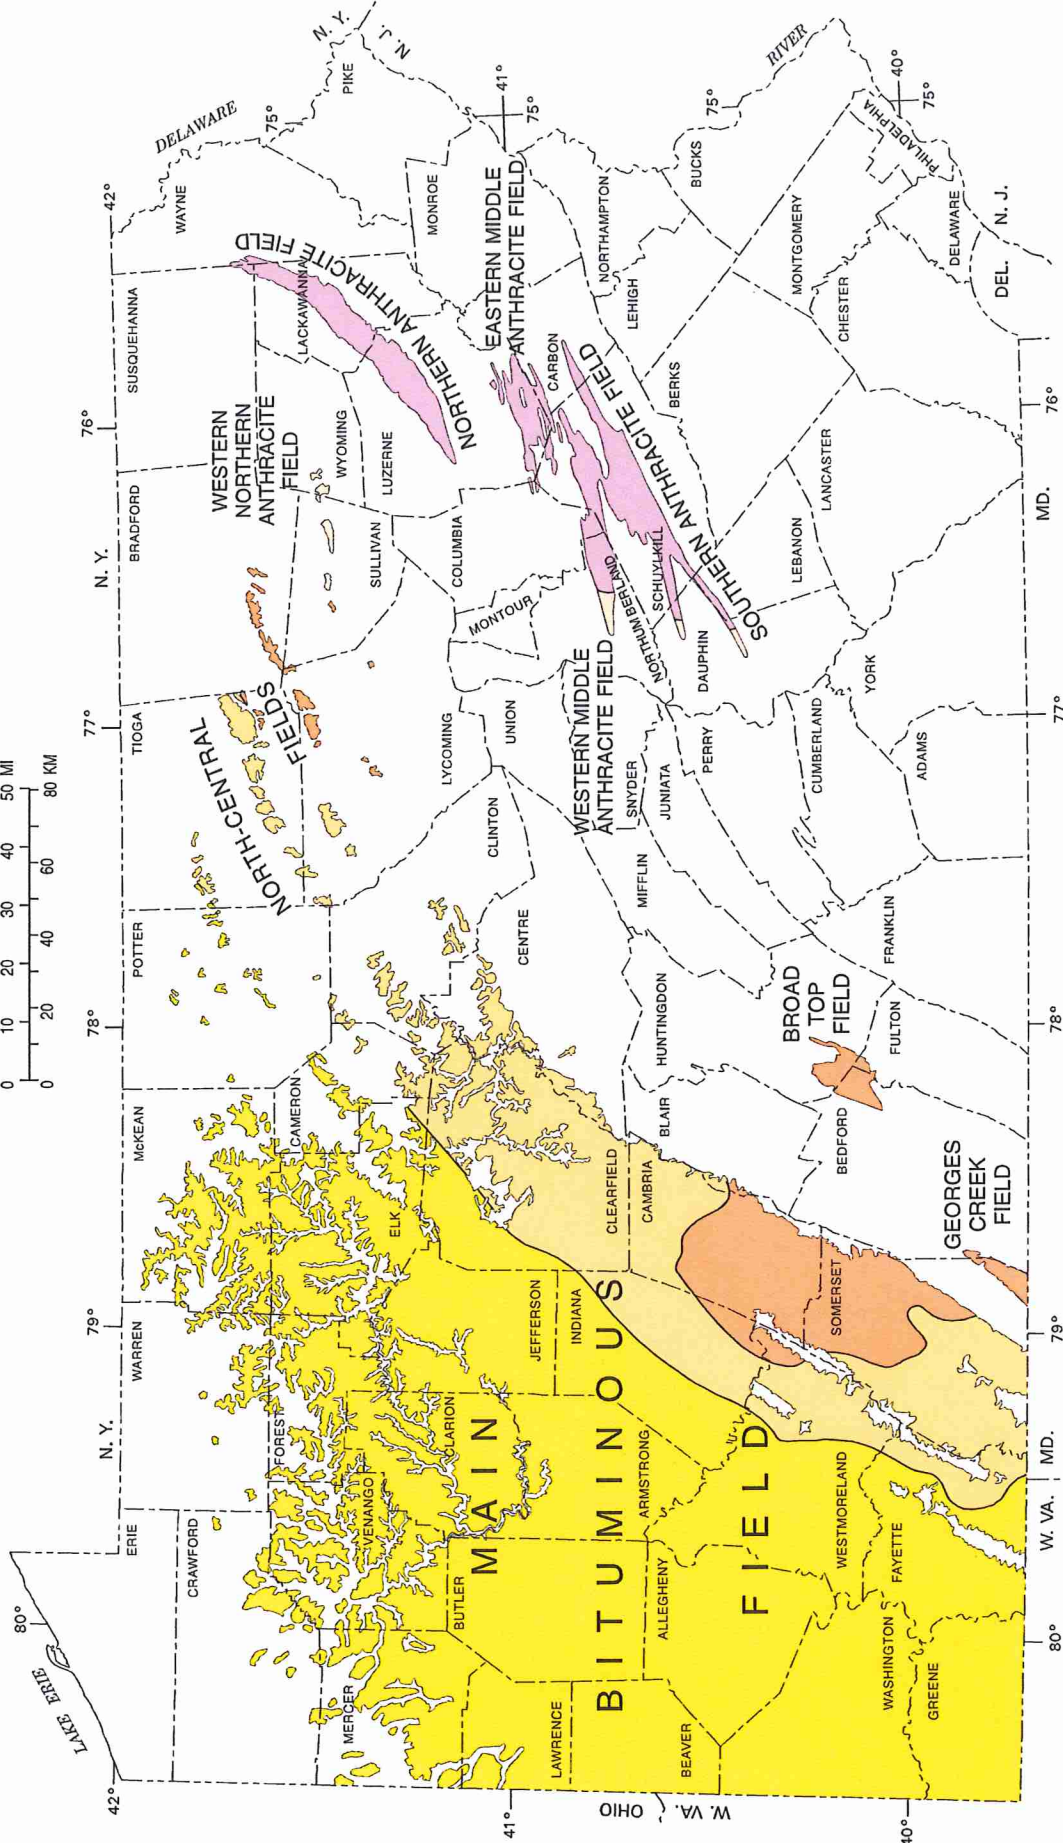 0 10 20 30 40 50 MI
0 20 40 60 80 KM
LAKE ERIE
80°
42°
N. Y.
79°
78°
77°
N. Y.
76°
42°
DELAWARE
75°
N. Y.
N. J.
ERIE
WARREN
McKEAN
POTTER
TIOGA
BRADFORD
SUSQUEHANNA
WAYNE
PIKE
CRAWFORD
FOREST
CAMERON
ELK
NORTH-CENTRAL
FIELDS
WESTERN
NORTHERN
ANTHRACITE
FIELD
WYOMING
LACKAWANNA
NORTHERN ANTHRACITE FIELD
MERCER
VENANGO
CLARION
LYCOMING
SULLIVAN
LUZERNE
COLUMBIA
MONROE
BUTLER
MAIN
BITUMINOUS
FIELD
JEFFERSON
CLINTON
UNION
MONTOUR
EASTERN MIDDLE
ANTHRACITE FIELD
41°
75°
41°
LAWRENCE
INDIANA
CLEARFIELD
CENTRE
WESTERN MIDDLE
ANTHRACITE FIELD
NORTHUMBERLAND
CARBON
NORTHAMPTON
OHIO
W. VA.
ARMSTRONG
CAMBRIA
MIFFLIN
SNYDER
JUNIATA
SCHUYLKILL
SOUTHERN ANTHRACITE FIELD
LEHIGH
BUCKS
BEAVER
ALLEGHENY
BLAIR
HUNTINGDON
PERRY
DAUPHIN
BERKS
75°
RIVER
WESTMORELAND
SOMERSET
BEDFORD
BROAD
TOP
FIELD
CUMBERLAND
LEBANON
LANCASTER
MONTGOMERY
PHILADELPHIA
40°
75°
WASHINGTON
FAYETTE
FULTON
FRANKLIN
YORK
CHESTER
DELAWARE
GREENE
GEORGES
CREEK
FIELD
ADAMS
DEL.
N. J.
40°
80°
W. VA.
MD.
79°
78°
77°
MD.
76°